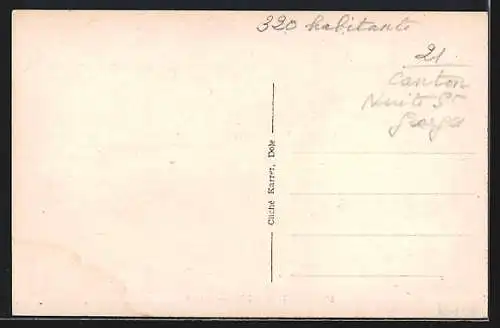 320 habitants
21
Canton
Nuits St
Georges
Cliché Karrer, Dole